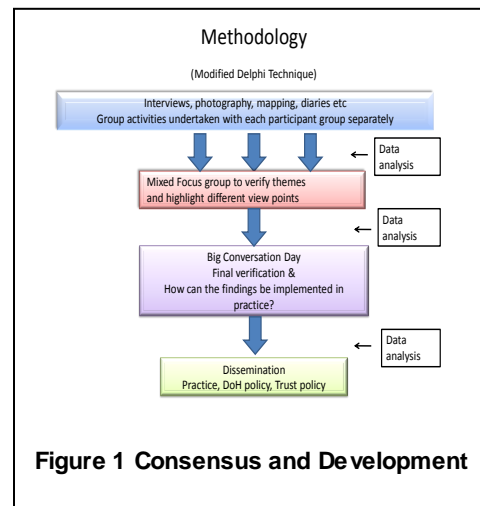 Methodology
(Modified Delphi Technique)
Interviews, photography, mapping, diaries etc
Group activities undertaken with each participant group separately
Data
analysis
Mixed Focus group to verify themes
and highlight different view points
Data
analysis
Big Conversation Day
Final verification &
How can the findings be implemented in
practice?
Data
analysis
Dissemination
Practice, DoH policy, Trust policy
Figure 1 Consensus and Development